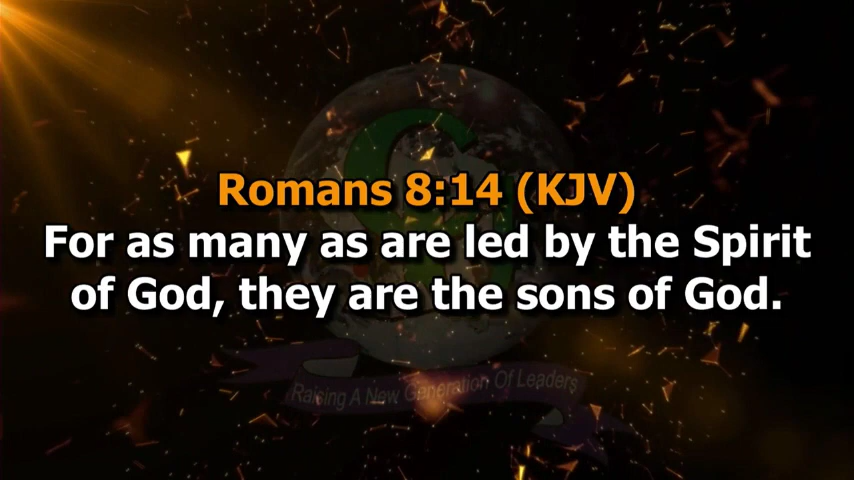 Romans 8:14 (KJV)
For as many as are led by the Spirit
of God, they are the sons of God.
Raising A New Generation Of Leaders